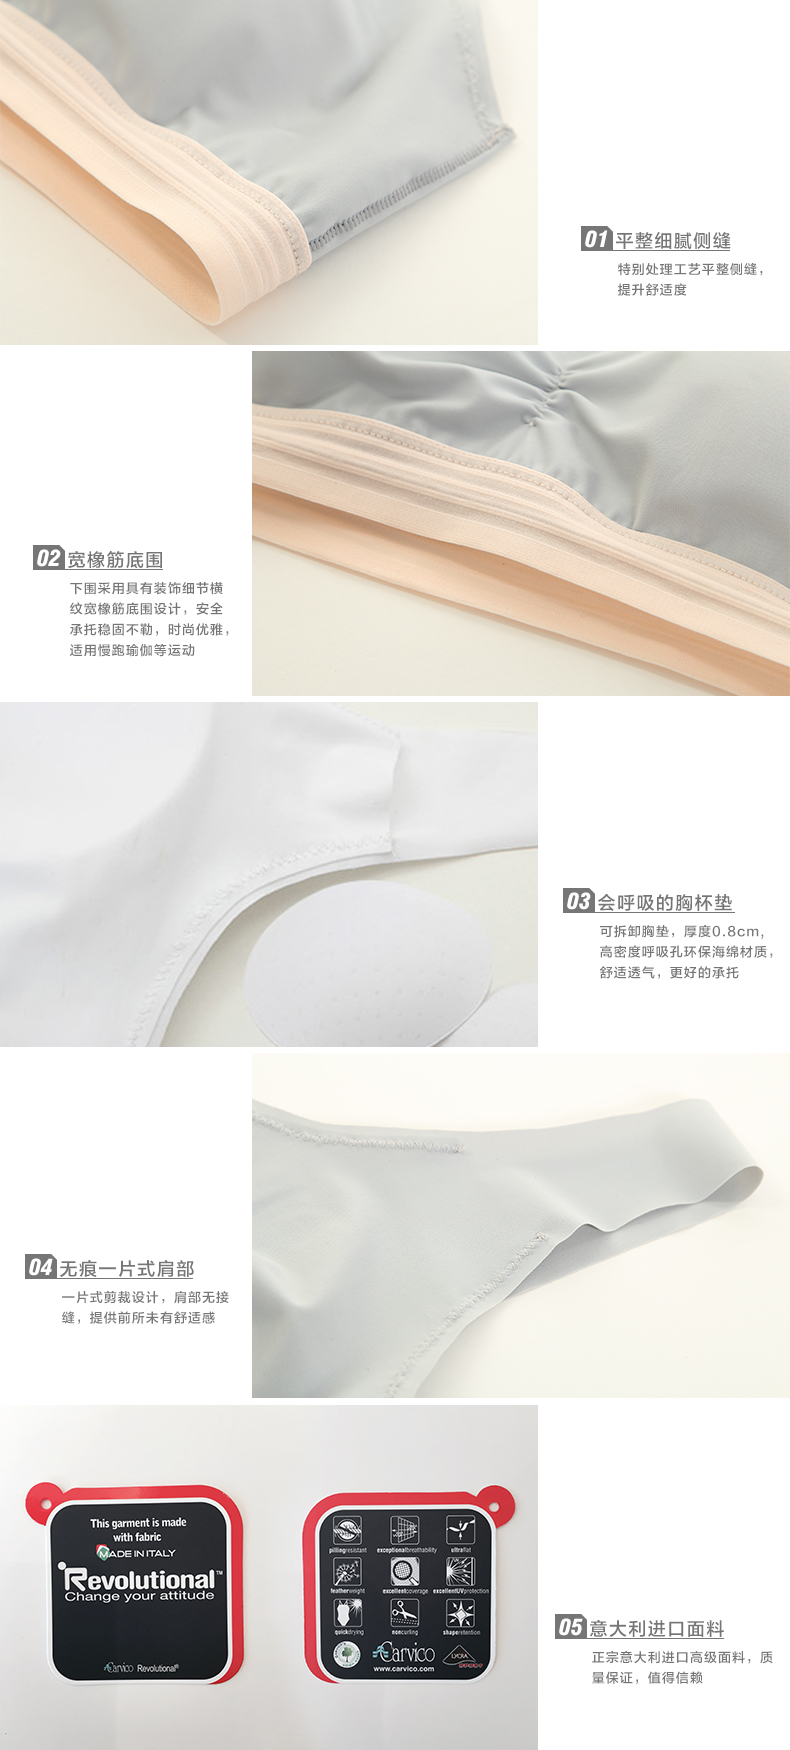 01 平整细腻侧缝
特别处理工艺平整侧缝，
提升舒适度
02 宽橡筋底围
下围采用具有装饰细节横
纹宽橡筋底围设计，安全
承托稳固不勒，时尚优雅，
适用慢跑瑜伽等运动
03 会呼吸的胸杯垫
可拆卸胸垫，厚度0.8cm,
高密度呼吸孔环保海绵材质，
舒适透气，更好的承托
04 无痕一片式肩部
一片式剪裁设计，肩部无接
缝，提供前所未有舒适感
This garment is made
with fabric
MADE IN ITALY
Revolutional™
Change your attitude
Carvico Revolutional®
pillingresistant exceptionalbreathability ultraflat
featherweight excellentcoverage excellentUVprotection
quickdrying noncurling shaperetention
Carvico LYCRA
www.carvico.com SPORT
05 意大利进口面料
正宗意大利进口高级面料，质
量保证，值得信赖